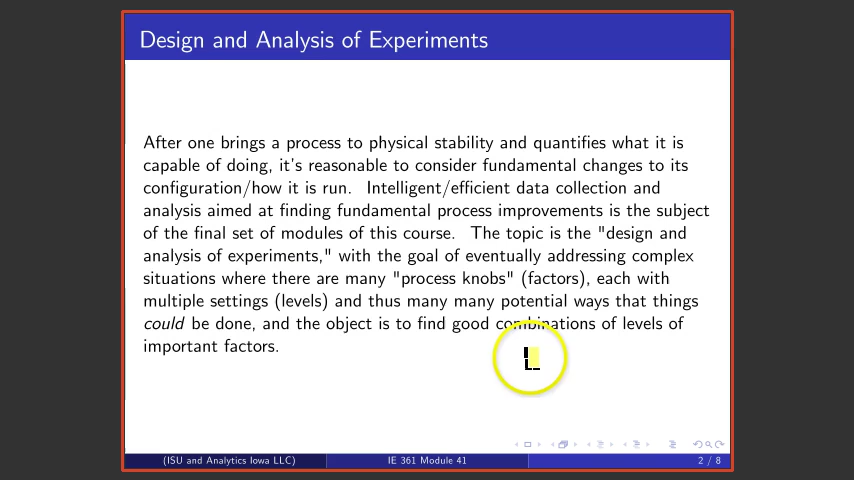 Design and Analysis of Experiments
After one brings a process to physical stability and quantifies what it is
capable of doing, it's reasonable to consider fundamental changes to its
configuration/how it is run. Intelligent/efficient data collection and
analysis aimed at finding fundamental process improvements is the subject
of the final set of modules of this course. The topic is the "design and
analysis of experiments," with the goal of eventually addressing complex
situations where there are many "process knobs" (factors), each with
multiple settings (levels) and thus many many potential ways that things
could be done, and the object is to find good combinations of levels of
important factors.
(ISU and Analytics Iowa LLC) IE 361 Module 41 2 / 8